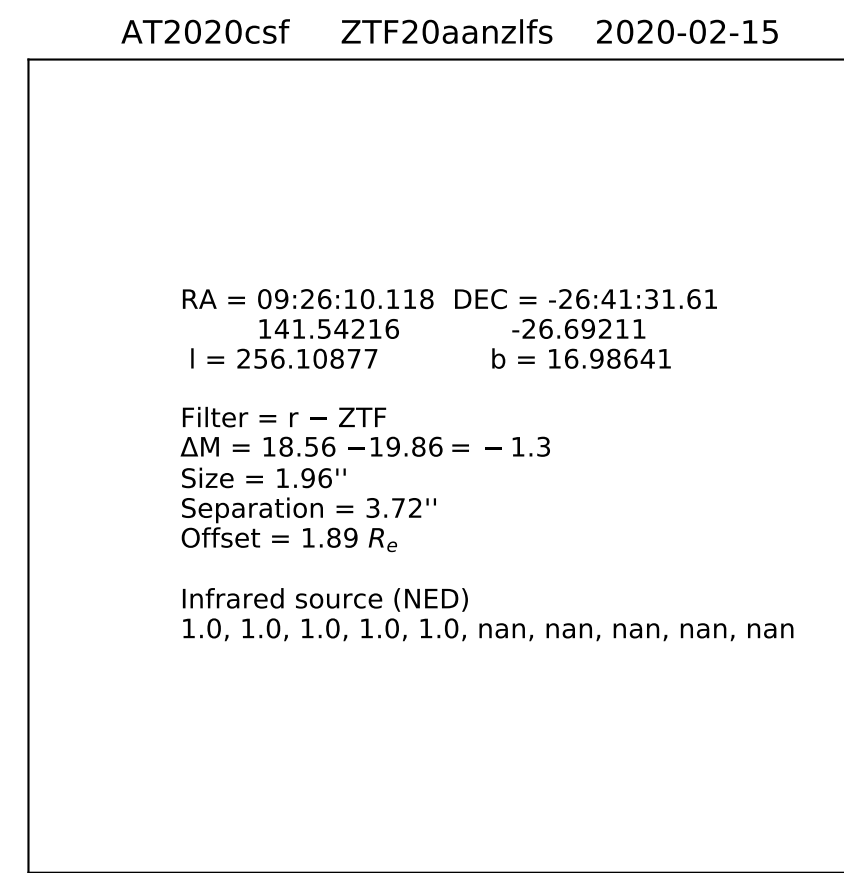 AT2020csf ZTF20aanzlfs 2020-02-15
RA = 09:26:10.118 DEC = -26:41:31.61
141.54216 -26.69211
l = 256.10877 b = 16.98641
Filter = r − ZTF
ΔM = 18.56 −19.86 = − 1.3
Size = 1.96''
Separation = 3.72''
Offset = 1.89 Re
Infrared source (NED)
1.0, 1.0, 1.0, 1.0, 1.0, nan, nan, nan, nan, nan